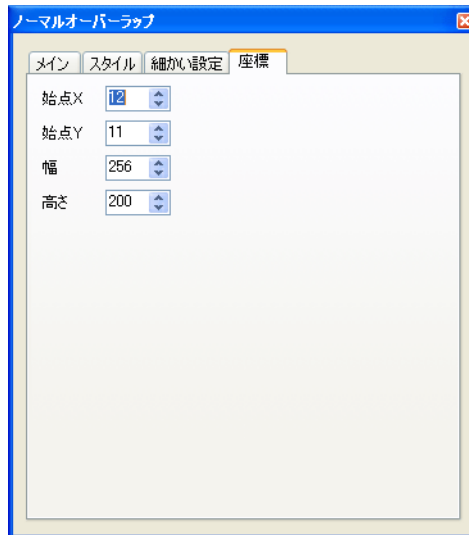 ノーマルオーバーラップ
メイン スタイル 細かい設定 座標
始点X 12
始点Y 11
幅 256
高さ 200